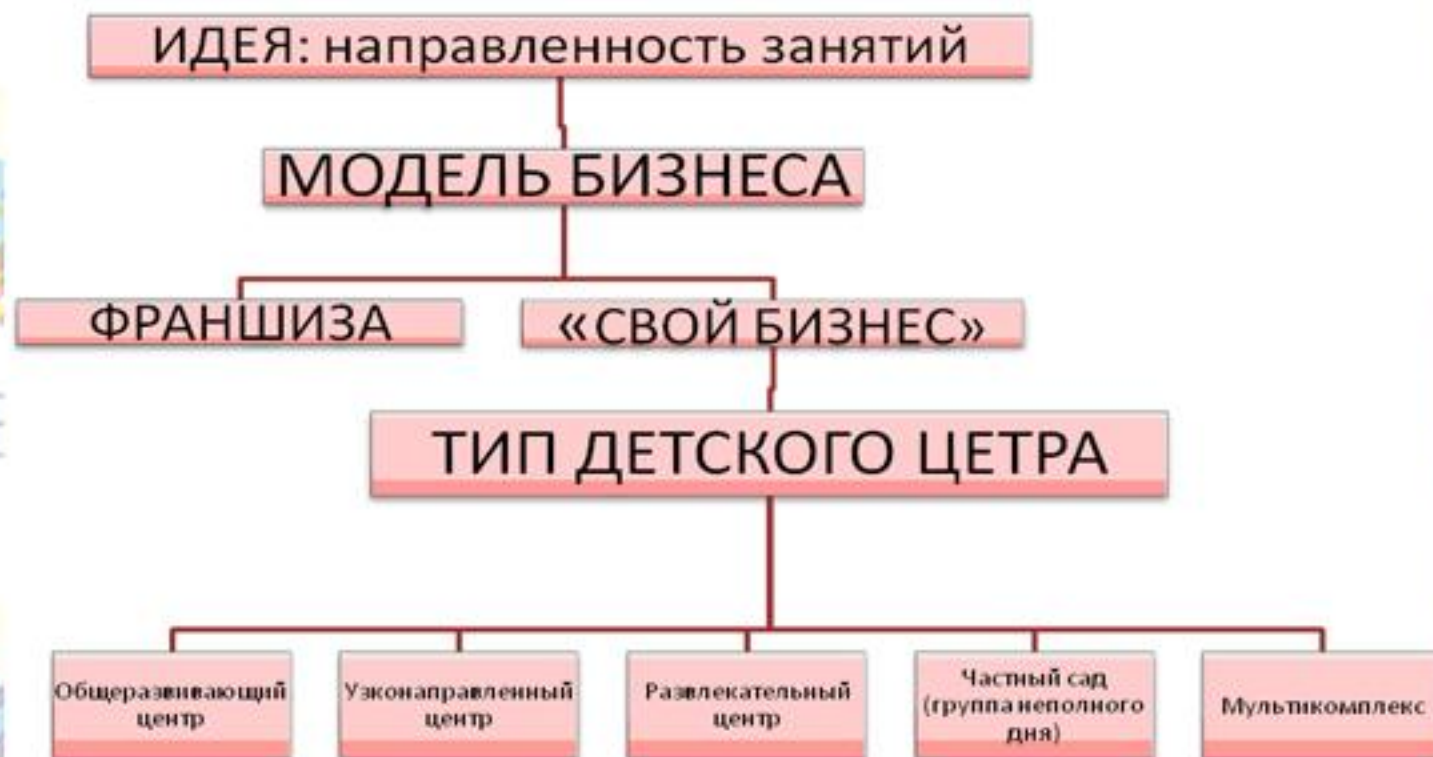 ИДЕЯ: направленность занятий
МОДЕЛЬ БИЗНЕСА
ФРАНШИЗА
«СВОЙ БИЗНЕС»
ТИП ДЕТСКОГО ЦЕТРА
Общеразвивающий
центр
Узконаправленный
центр
Развлекательный
центр
Частный сад
(группа неполного
дня)
Мультикомплекс